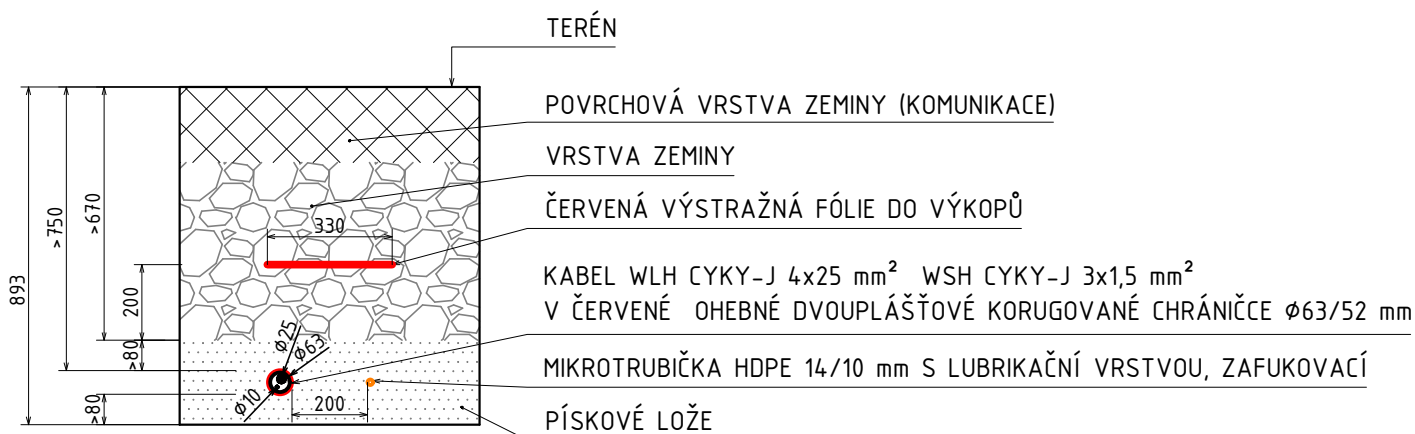 TERÉN
POVRCHOVÁ VRSTVA ZEMINY (KOMUNIKACE)
VRSTVA ZEMINY
ČERVENÁ VÝSTRAŽNÁ FÓLIE DO VÝKOPŮ
330
KABEL WLH CYKY-J 4x25 mm² WSH CYKY-J 3x1,5 mm²
V ČERVENÉ OHEBNÉ DVOUPLÁŠŤOVÉ KORUGOVANÉ CHRÁNIČCE Ø63/52 mm
MIKROTRUBIČKA HDPE 14/10 mm S LUBRIKAČNÍ VRSTVOU, ZAFUKOVACÍ
PÍSKOVÉ LOŽE
893
>750
>670
200
>80
>80
Ø25
Ø63
Ø10
200